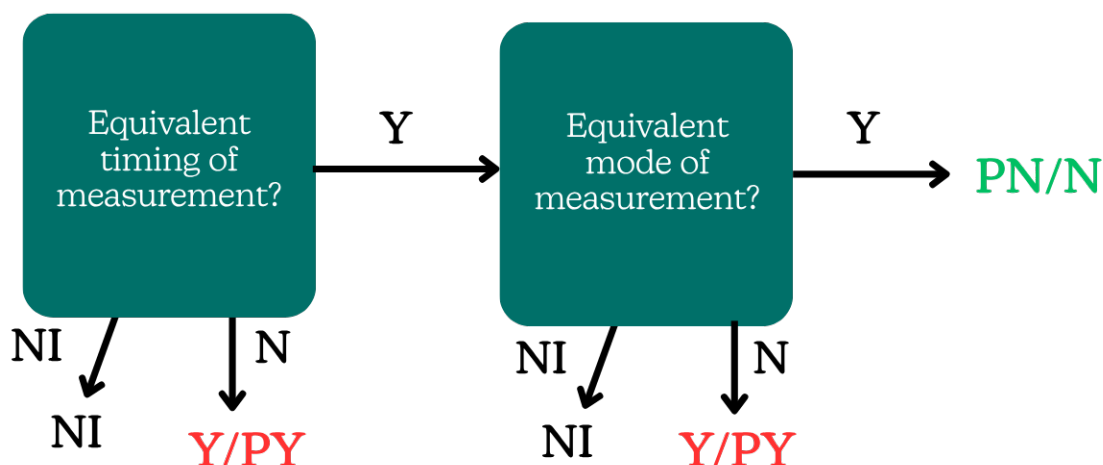 Equivalent
timing of
measurement?
Y
Equivalent
mode of
measurement?
Y
PN/N
NI
N
NI
Y/PY
NI
N
NI
Y/PY